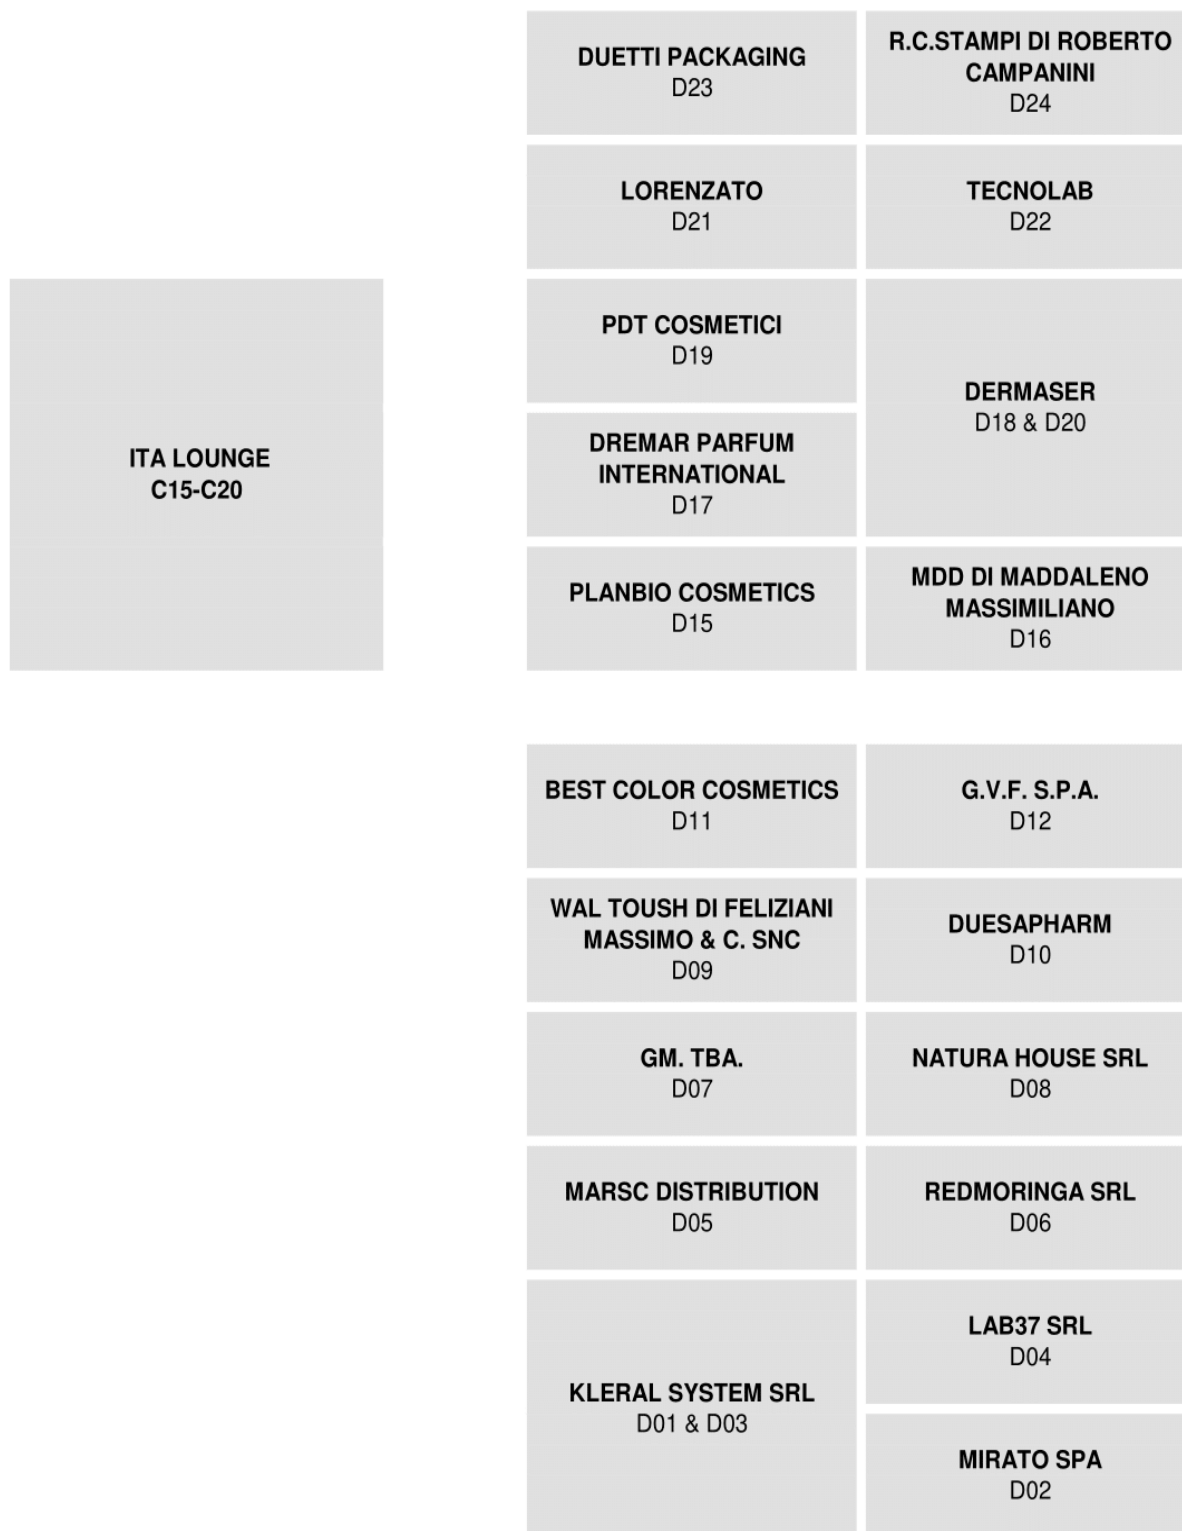 DUETTI PACKAGING
D23
R.C.STAMPI DI ROBERTO
CAMPANINI
D24
LORENZATO
D21
TECNOLAB
D22
ITA LOUNGE
C15-C20
PDT COSMETICI
D19
DERMASER
D18 & D20
DREMAR PARFUM
INTERNATIONAL
D17
PLANBIO COSMETICS
D15
MDD DI MADDALENO
MASSIMILIANO
D16
BEST COLOR COSMETICS
D11
G.V.F. S.P.A.
D12
WAL TOUSH DI FELIZIANI
MASSIMO & C. SNC
D09
DUESAPHARM
D10
GM. TBA.
D07
NATURA HOUSE SRL
D08
MARSC DISTRIBUTION
D05
REDMORINGA SRL
D06
KLERAL SYSTEM SRL
D01 & D03
LAB37 SRL
D04
MIRATO SPA
D02